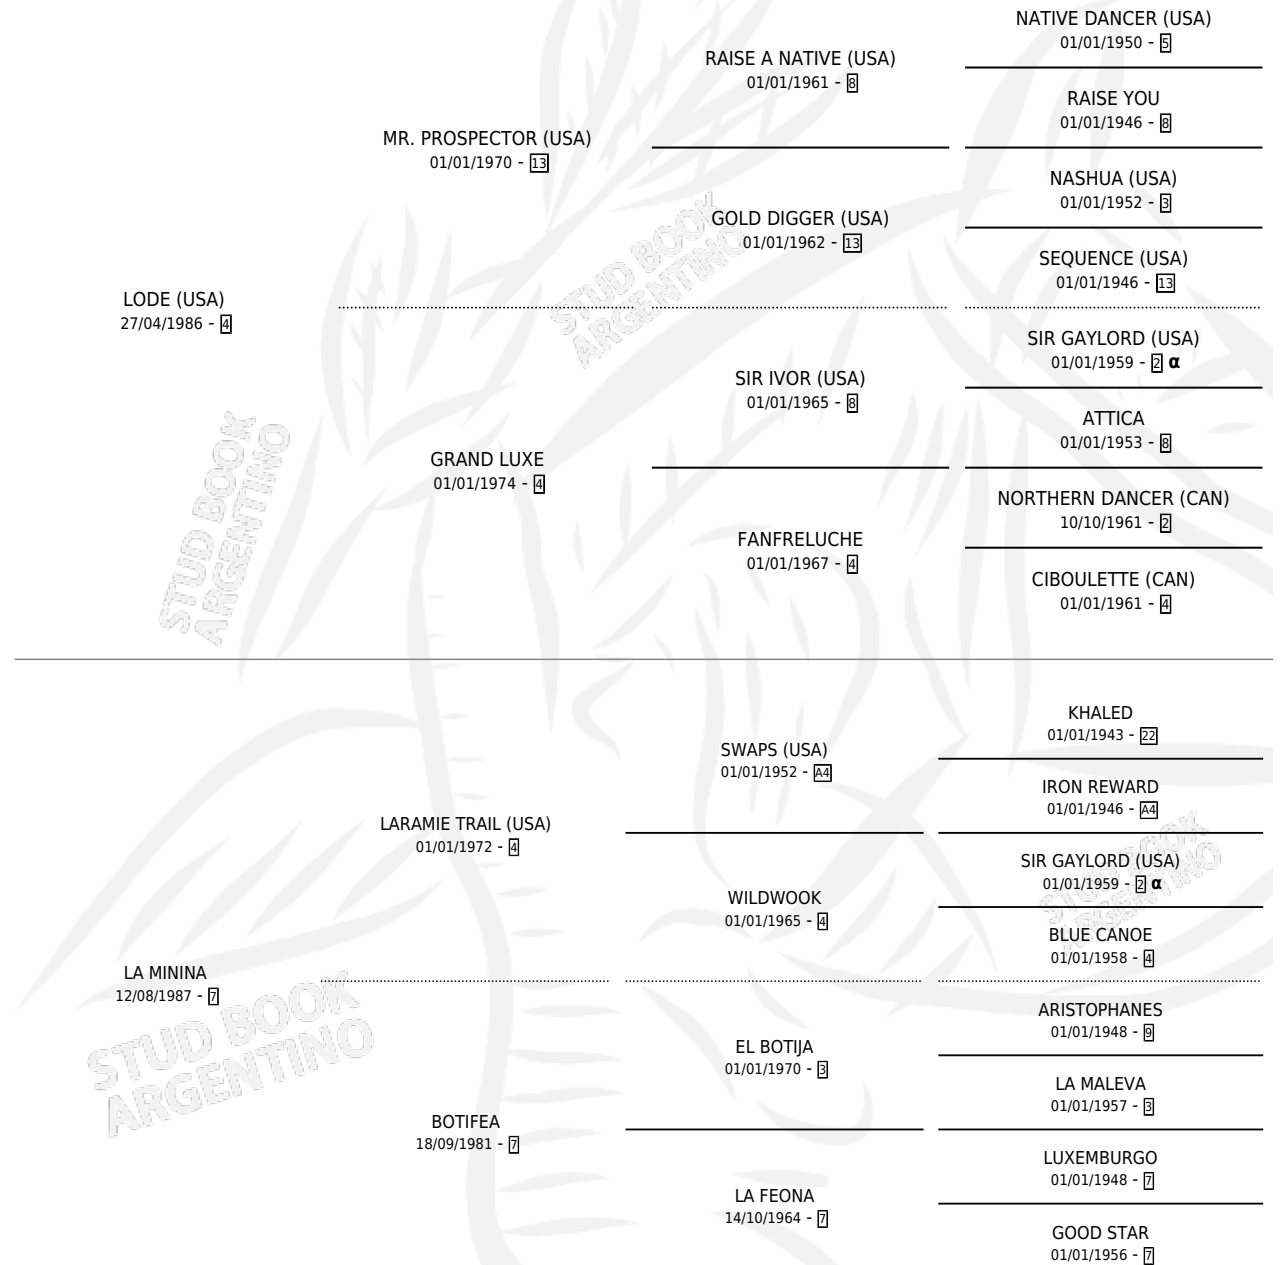 NATIVE DANCER (USA)
01/01/1950 - 5
RAISE A NATIVE (USA)
01/01/1961 - 8
RAISE YOU
01/01/1946 - 8
MR. PROSPECTOR (USA)
01/01/1970 - 13
NASHUA (USA)
01/01/1952 - 3
GOLD DIGGER (USA)
01/01/1962 - 13
SEQUENCE (USA)
01/01/1946 - 13
LODE (USA)
27/04/1986 - 4
SIR GAYLORD (USA)
01/01/1959 - 2 α
SIR IVOR (USA)
01/01/1965 - 8
ATTICA
01/01/1953 - 8
GRAND LUXE
01/01/1974 - 4
NORTHERN DANCER (CAN)
10/10/1961 - 2
FANFRELUCHE
01/01/1967 - 4
CIBOULETTE (CAN)
01/01/1961 - 4
KHALED
01/01/1943 - 22
SWAPS (USA)
01/01/1952 - A4
IRON REWARD
01/01/1946 - A4
LARAMIE TRAIL (USA)
01/01/1972 - 4
SIR GAYLORD (USA)
01/01/1959 - 2 α
WILDWOOK
01/01/1965 - 4
BLUE CANOE
01/01/1958 - 4
LA MININA
12/08/1987 - 7
ARISTOPHANES
01/01/1948 - 9
EL BOTIJA
01/01/1970 - 3
LA MALEVA
01/01/1957 - 3
BOTIFEA
18/09/1981 - 7
LUXEMBURGO
01/01/1948 - 7
LA FEONA
14/10/1964 - 7
GOOD STAR
01/01/1956 - 7
STUD BOOK
ARGENTINO
STUD BOOK
ARGENTINO
STUD BOOK
ARGENTINO
STUD BOOK
ARGENTINO